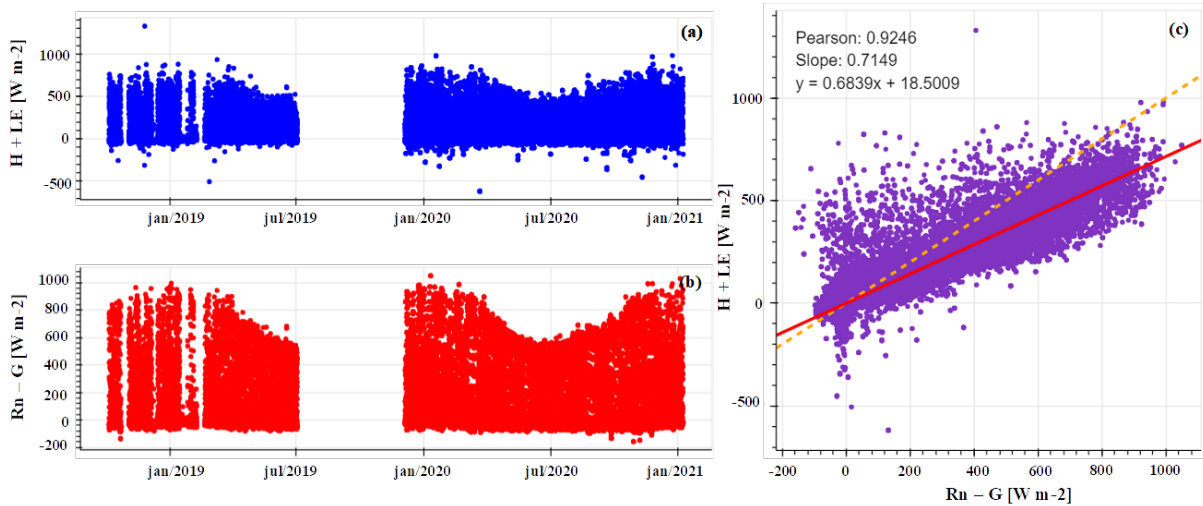 (a)
H + LE [W m-2]
1000
500
0
-500
jan/2019
jul/2019
jan/2020
jul/2020
jan/2021
(b)
Rn – G [W m-2]
1000
800
600
400
200
0
-200
jan/2019
jul/2019
jan/2020
jul/2020
jan/2021
(c)
Pearson: 0.9246
Slope: 0.7149
y = 0.6839x + 18.5009
H + LE [W m-2]
1000
500
0
-500
-200
0
200
400
600
800
1000
Rn – G [W m-2]